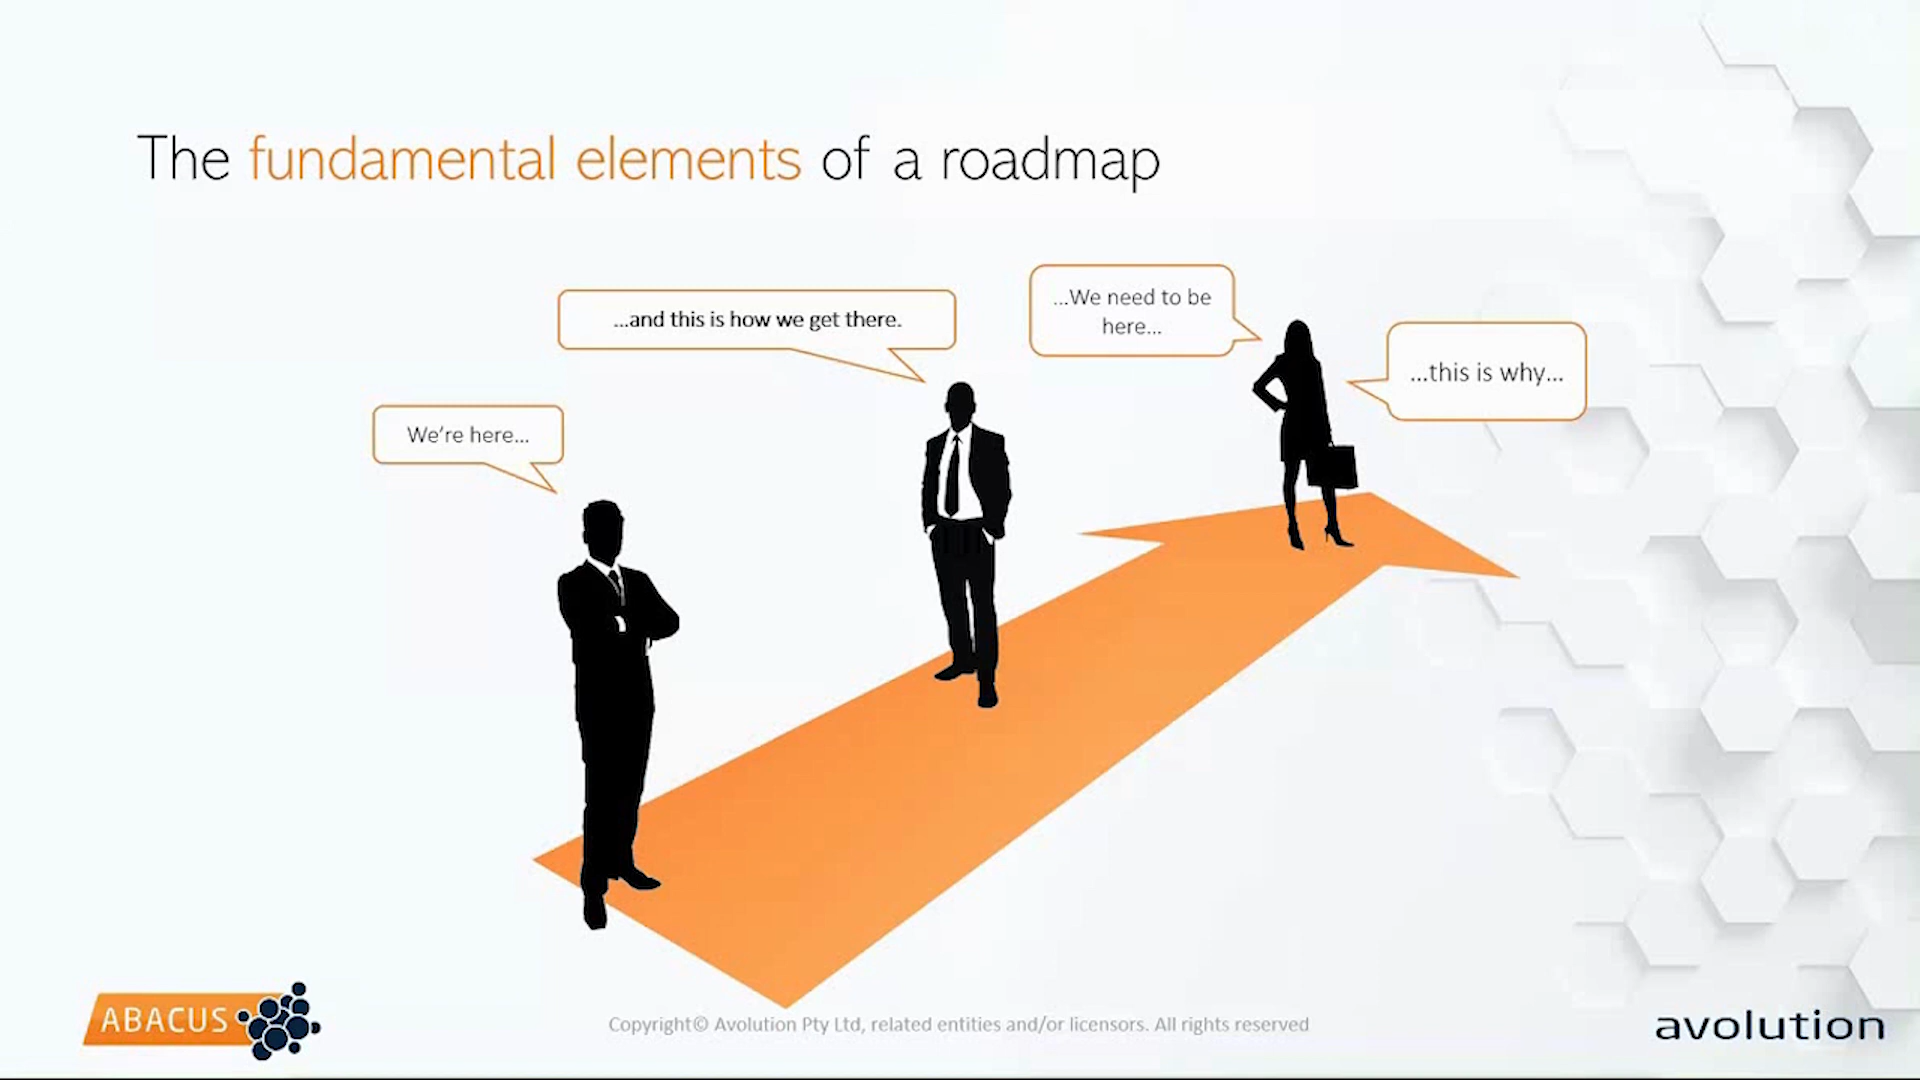 The fundamental elements of a roadmap
...We need to be
here...
...and this is how we get there.
...this is why...
We're here...
ABACUS
Copyright© Avolution Pty Ltd, related entities and/or licensors. All rights reserved
avolution